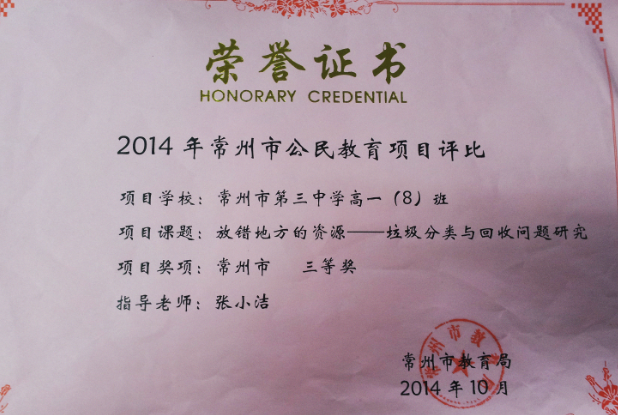 荣誉证书
HONORARY CREDENTIAL
2014年常州市公民教育项目评比
项目学校：常州市第三中学高一（8）班
项目课题：放错地方的资源——垃圾分类与回收问题研究
项目奖项：常州市 三等奖
指导老师：张小洁
常州市教育局
2014年10月